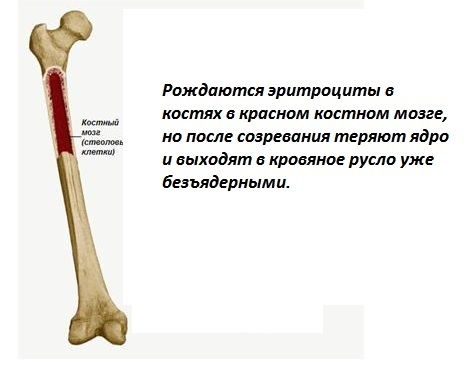 Костный
мозг
(стволовь
клетки)
Рождаются эритроциты в
костях в красном костном мозге,
но после созревания теряют ядро
и выходят в кровяное русло уже
безъядерными.